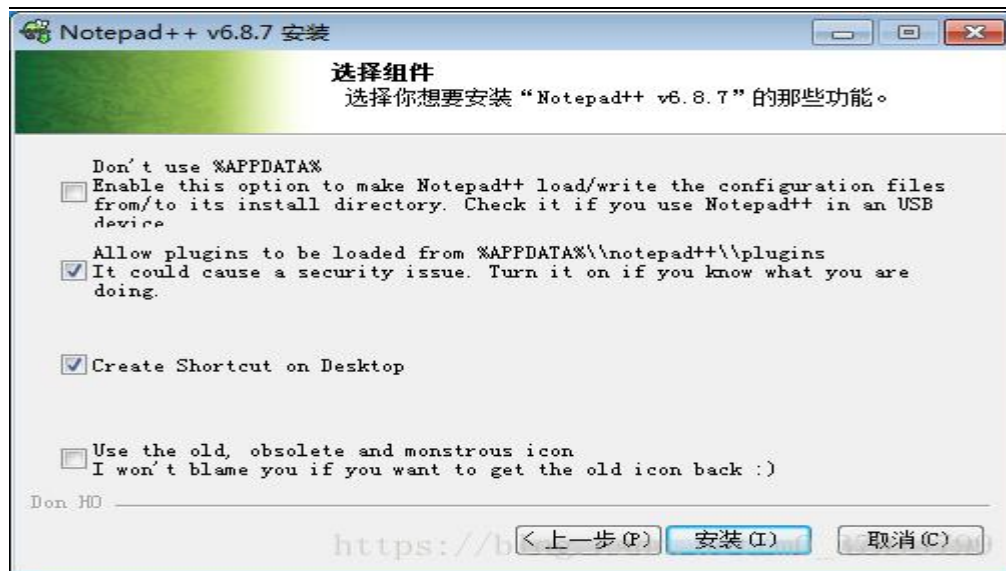 Notepad++ v6.8.7 安装
选择组件
选择你想要安装“Notepad++ v6.8.7”的那些功能。
Don't use %APPDATA%
Enable this option to make Notepad++ load/write the configuration files
from/to its install directory. Check it if you use Notepad++ in an USB
device
Allow plugins to be loaded from %APPDATA%\\notepad++\\plugins
It could cause a security issue. Turn it on if you know what you are
doing.
Create Shortcut on Desktop
Use the old, obsolete and monstrous icon
I won't blame you if you want to get the old icon back :)
Don HO
<上一步(P) 安装(I) 取消(C)